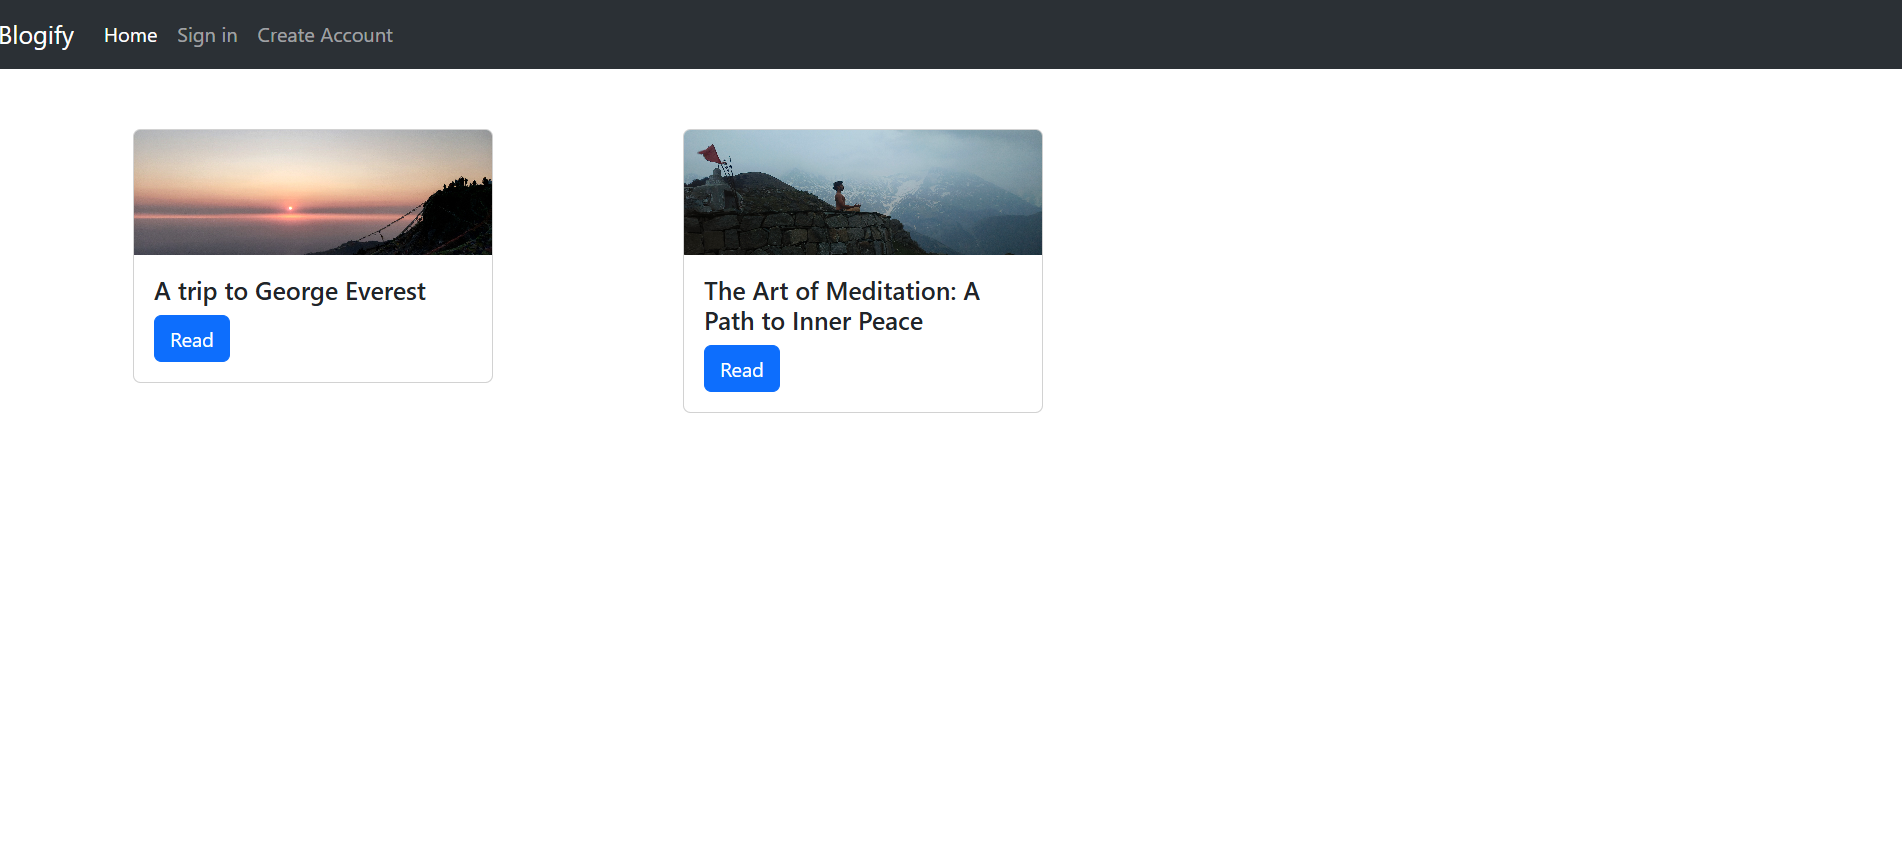 Blogify Home Sign in Create Account
A trip to George Everest
Read
The Art of Meditation: A
Path to Inner Peace
Read